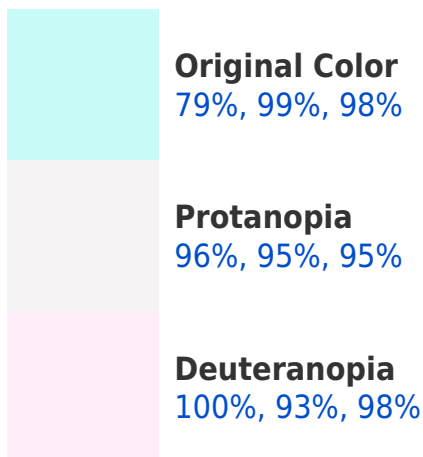 Original Color
79%, 99%, 98%
Protanopia
96%, 95%, 95%
Deuteranopia
100%, 93%, 98%